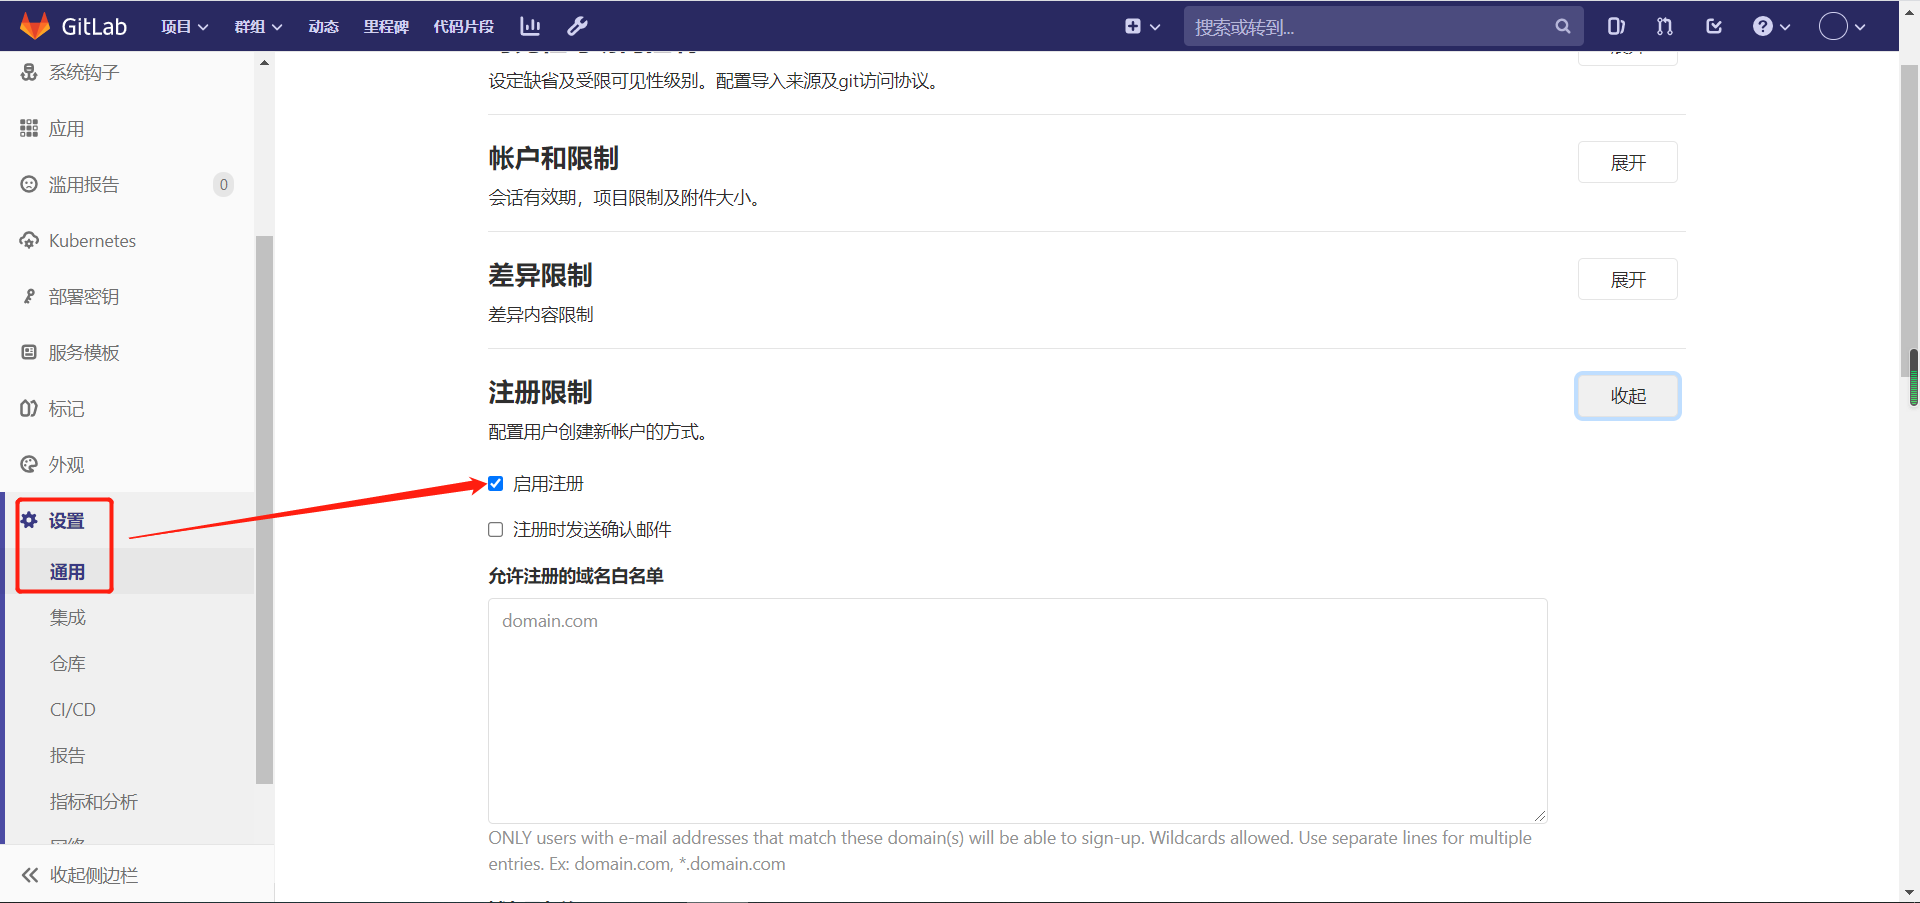 GitLab 项目 群组 动态 里程碑 代码片段 搜索或转到...
系统钩子
应用
滥用报告 0
Kubernetes
部署密钥
服务模板
标记
外观
设置
通用
集成
仓库
CI/CD
报告
指标和分析
收起侧边栏
设定缺省及受限可见性级别。配置导入来源及git访问协议。
帐户和限制
展开
会话有效期，项目限制及附件大小。
差异限制
展开
差异内容限制
注册限制
收起
配置用户创建新帐户的方式。
启用注册
注册时发送确认邮件
允许注册的域名白名单
domain.com
ONLY users with e-mail addresses that match these domain(s) will be able to sign-up. Wildcards allowed. Use separate lines for multiple
entries. Ex: domain.com, *.domain.com